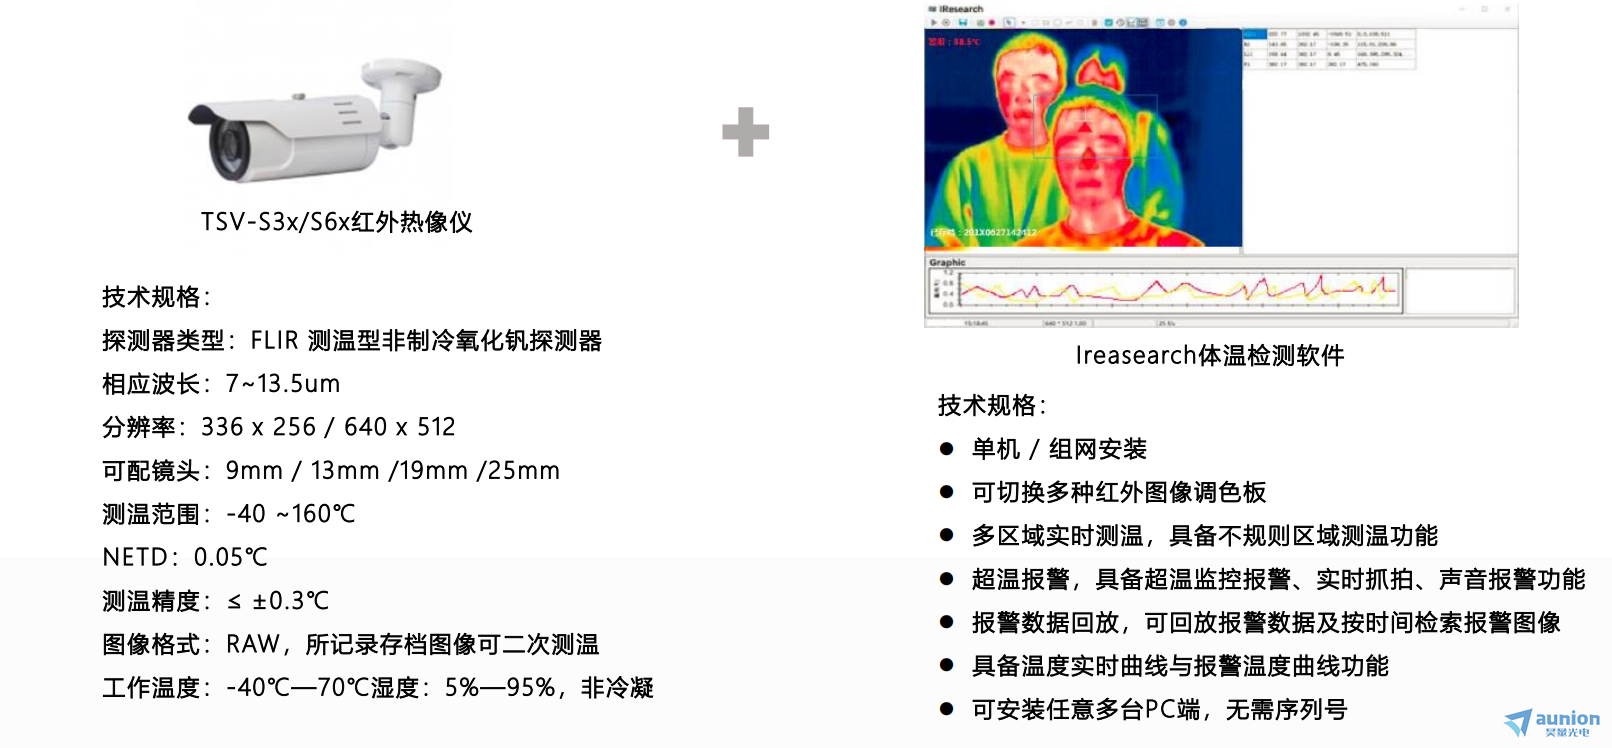 TSV-S3x/S6x红外热像仪
技术规格：
探测器类型：FLIR 测温型非制冷氧化钒探测器
相应波长：7~13.5um
分辨率：336 x 256 / 640 x 512
可配镜头：9mm / 13mm /19mm /25mm
测温范围：-40 ~160℃
NETD：0.05℃
测温精度：≤ ±0.3℃
图像格式：RAW，所记录存档图像可二次测温
工作温度：-40℃—70℃湿度：5%—95%，非冷凝
IResearch
Graphic
Ireasearch体温检测软件
技术规格：
● 单机 / 组网安装
● 可切换多种红外图像调色板
● 多区域实时测温，具备不规则区域测温功能
● 超温报警，具备超温监控报警、实时抓拍、声音报警功能
● 报警数据回放，可回放报警数据及按时间检索报警图像
● 具备温度实时曲线与报警温度曲线功能
● 可安装任意多台PC端，无需序列号
aunion
昊量光电